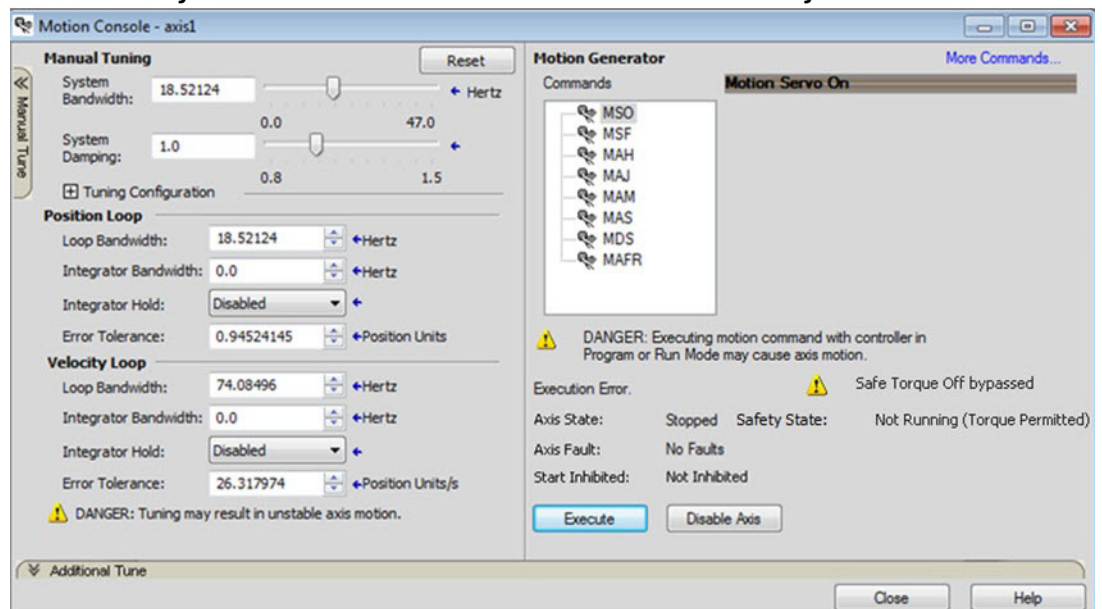 Motion Console - axis1
Manual Tune
Manual Tuning
Reset
System Bandwidth: 18.52124 Hertz
0.0 47.0
System Damping: 1.0
0.8 1.5
Tuning Configuration
Position Loop
Loop Bandwidth: 18.52124 Hertz
Integrator Bandwidth: 0.0 Hertz
Integrator Hold: Disabled
Error Tolerance: 0.94524145 Position Units
Velocity Loop
Loop Bandwidth: 74.08496 Hertz
Integrator Bandwidth: 0.0 Hertz
Integrator Hold: Disabled
Error Tolerance: 26.317974 Position Units/s
DANGER: Tuning may result in unstable axis motion.
Motion Generator
More Commands...
Commands
Motion Servo On
MSO
MSF
MAH
MAJ
MAM
MAS
MDS
MAFR
DANGER: Executing motion command with controller in
Program or Run Mode may cause axis motion.
Execution Error.
Safe Torque Off bypassed
Axis State: Stopped Safety State: Not Running (Torque Permitted)
Axis Fault: No Faults
Start Inhibited: Not Inhibited
Execute Disable Axis
Additional Tune
Close Help